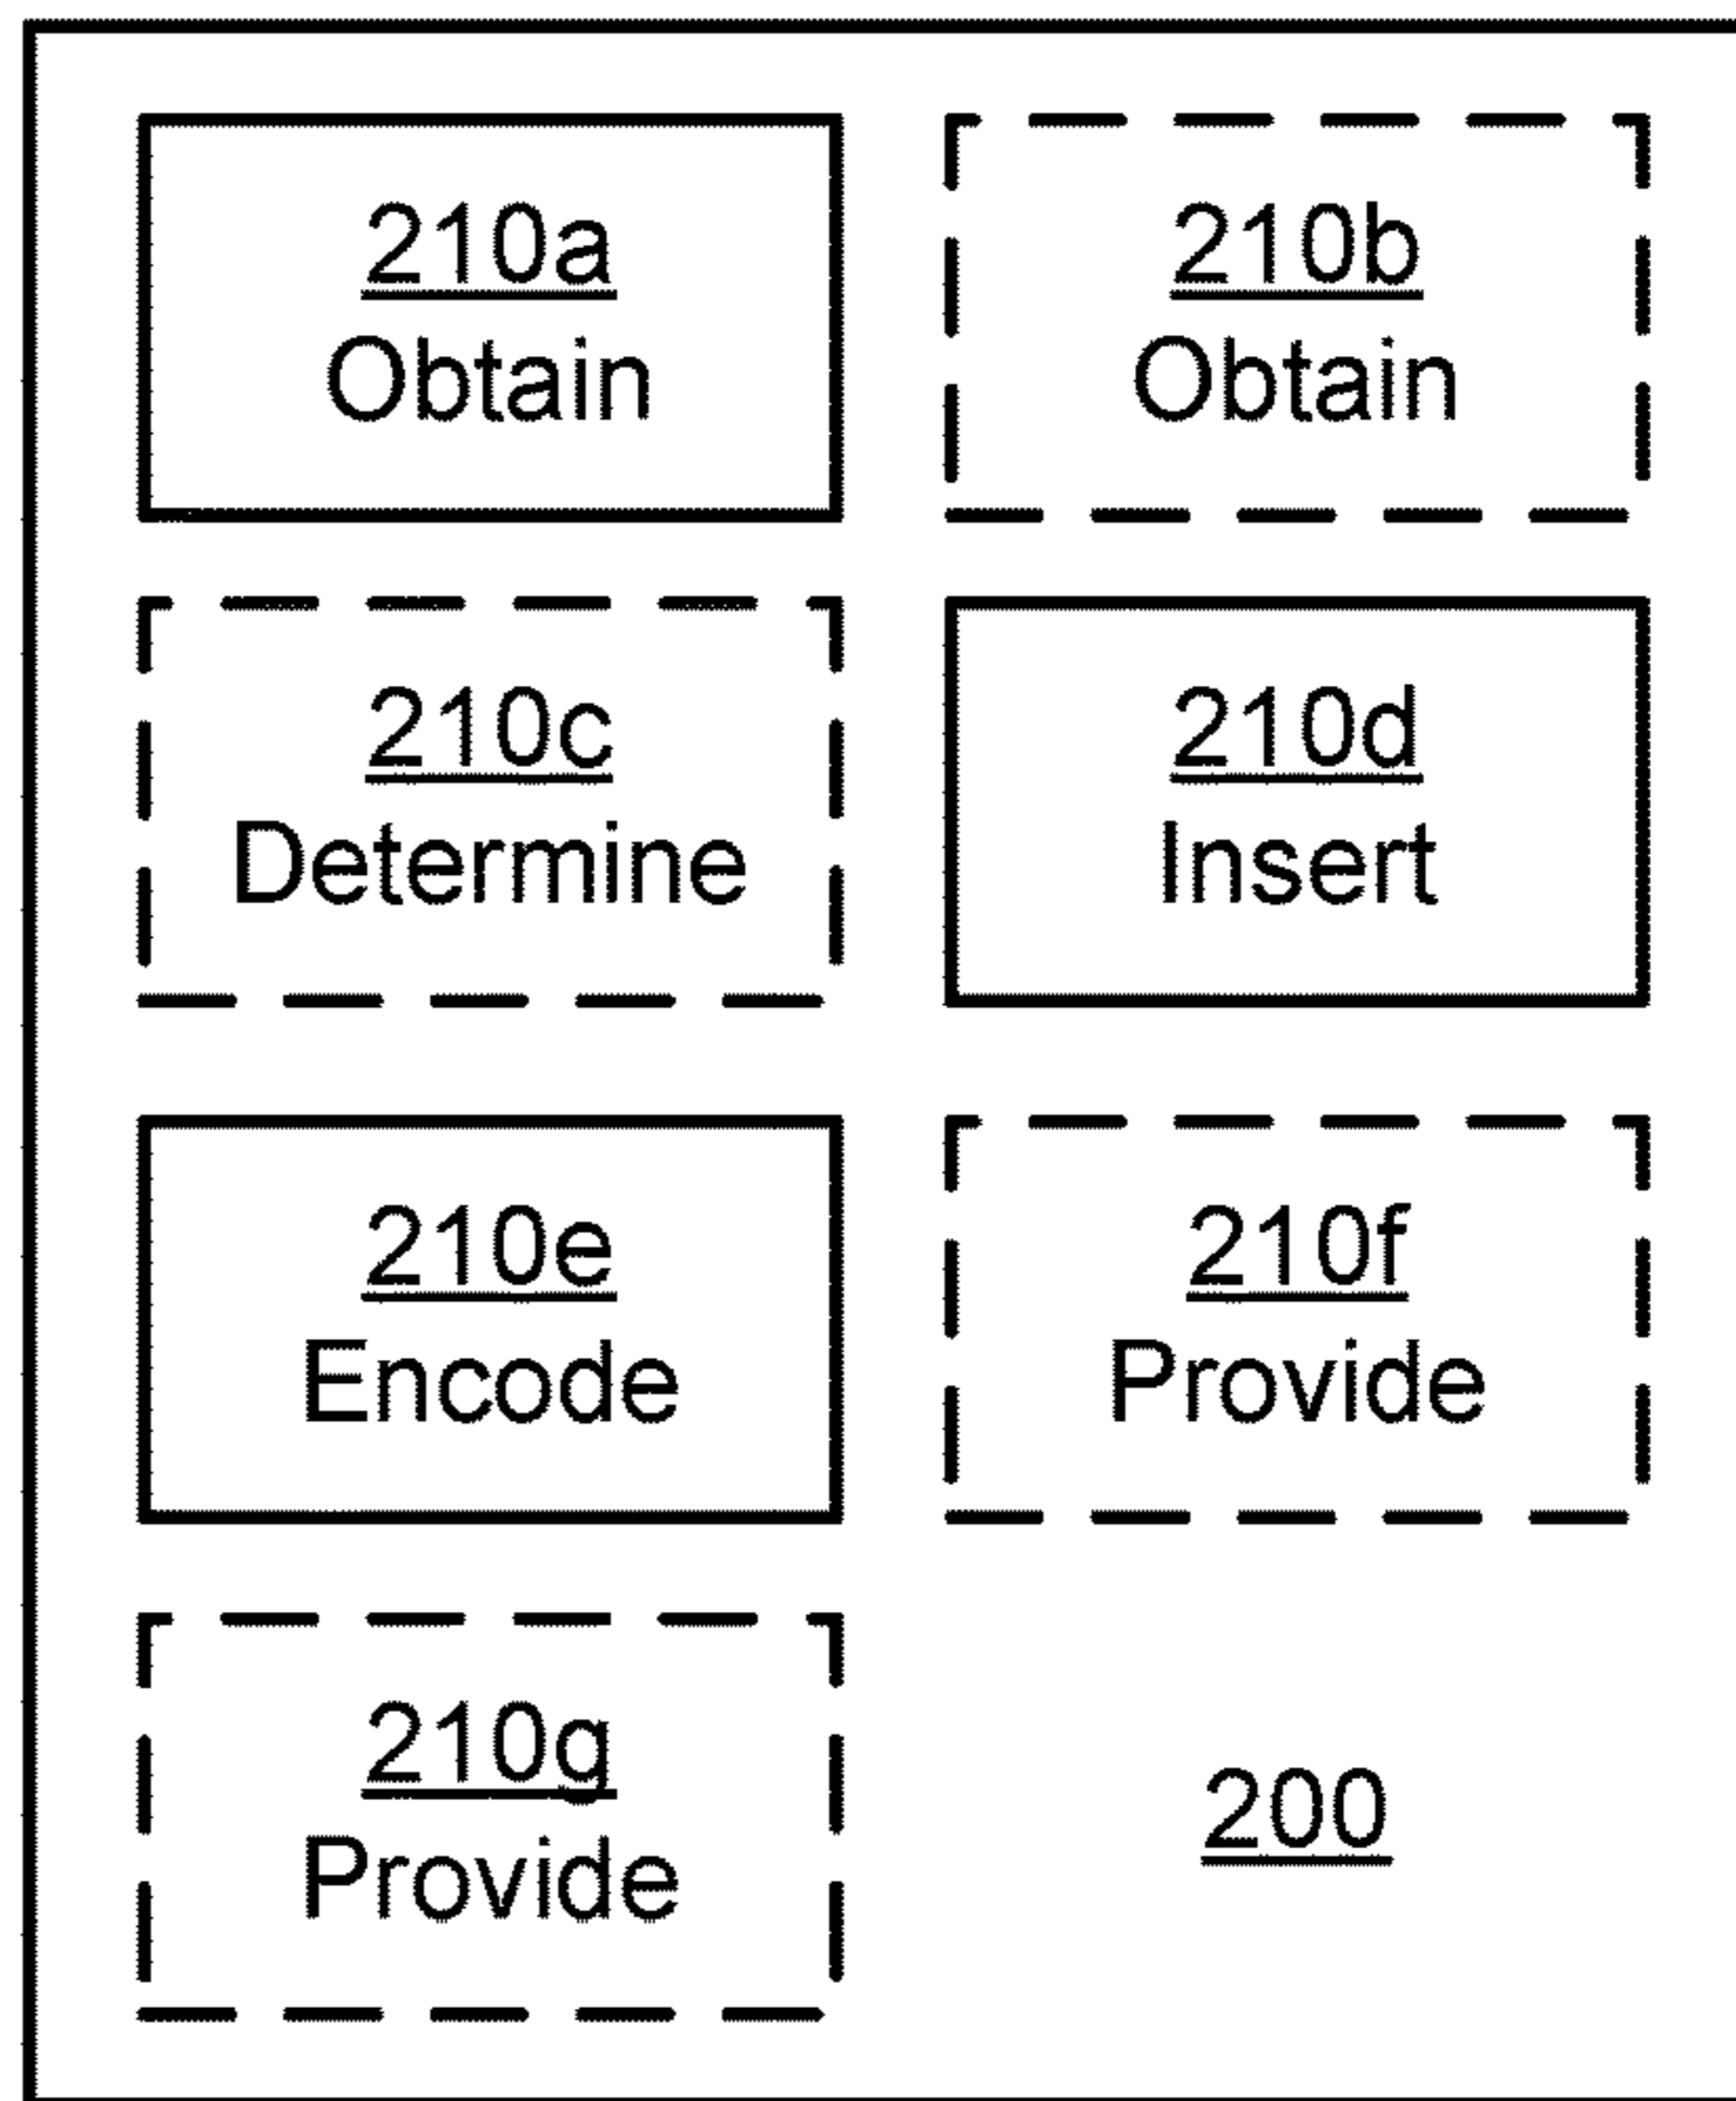 210a
Obtain
210b
Obtain
210c
Determine
210d
Insert
210e
Encode
210f
Provide
210g
Provide
200